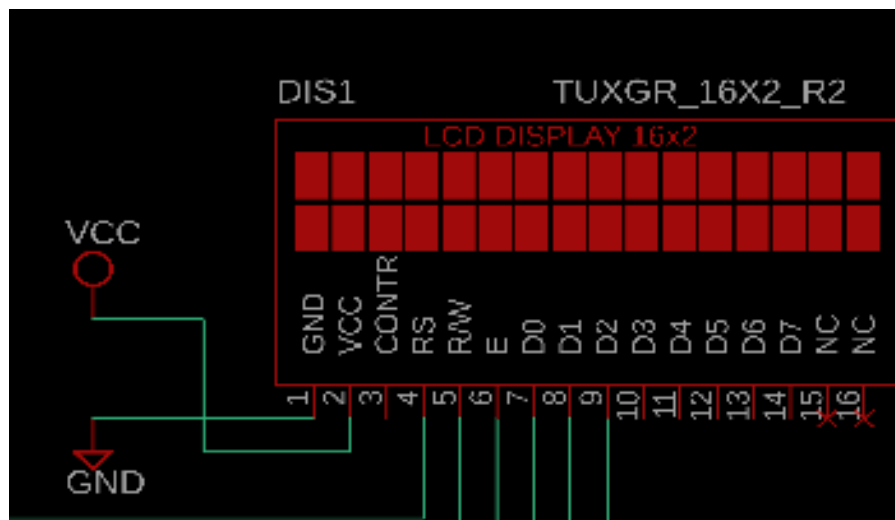 DIS1 TUXGR_16X2_R2
LCD DISPLAY 16x2
VCC
GND
VCC
CONTR
RS
R/W
E
D0
D1
D2
D3
D4
D5
D6
D7
NC
NC
1
2
3
4
5
6
7
8
9
10
11
12
13
14
15
16
GND